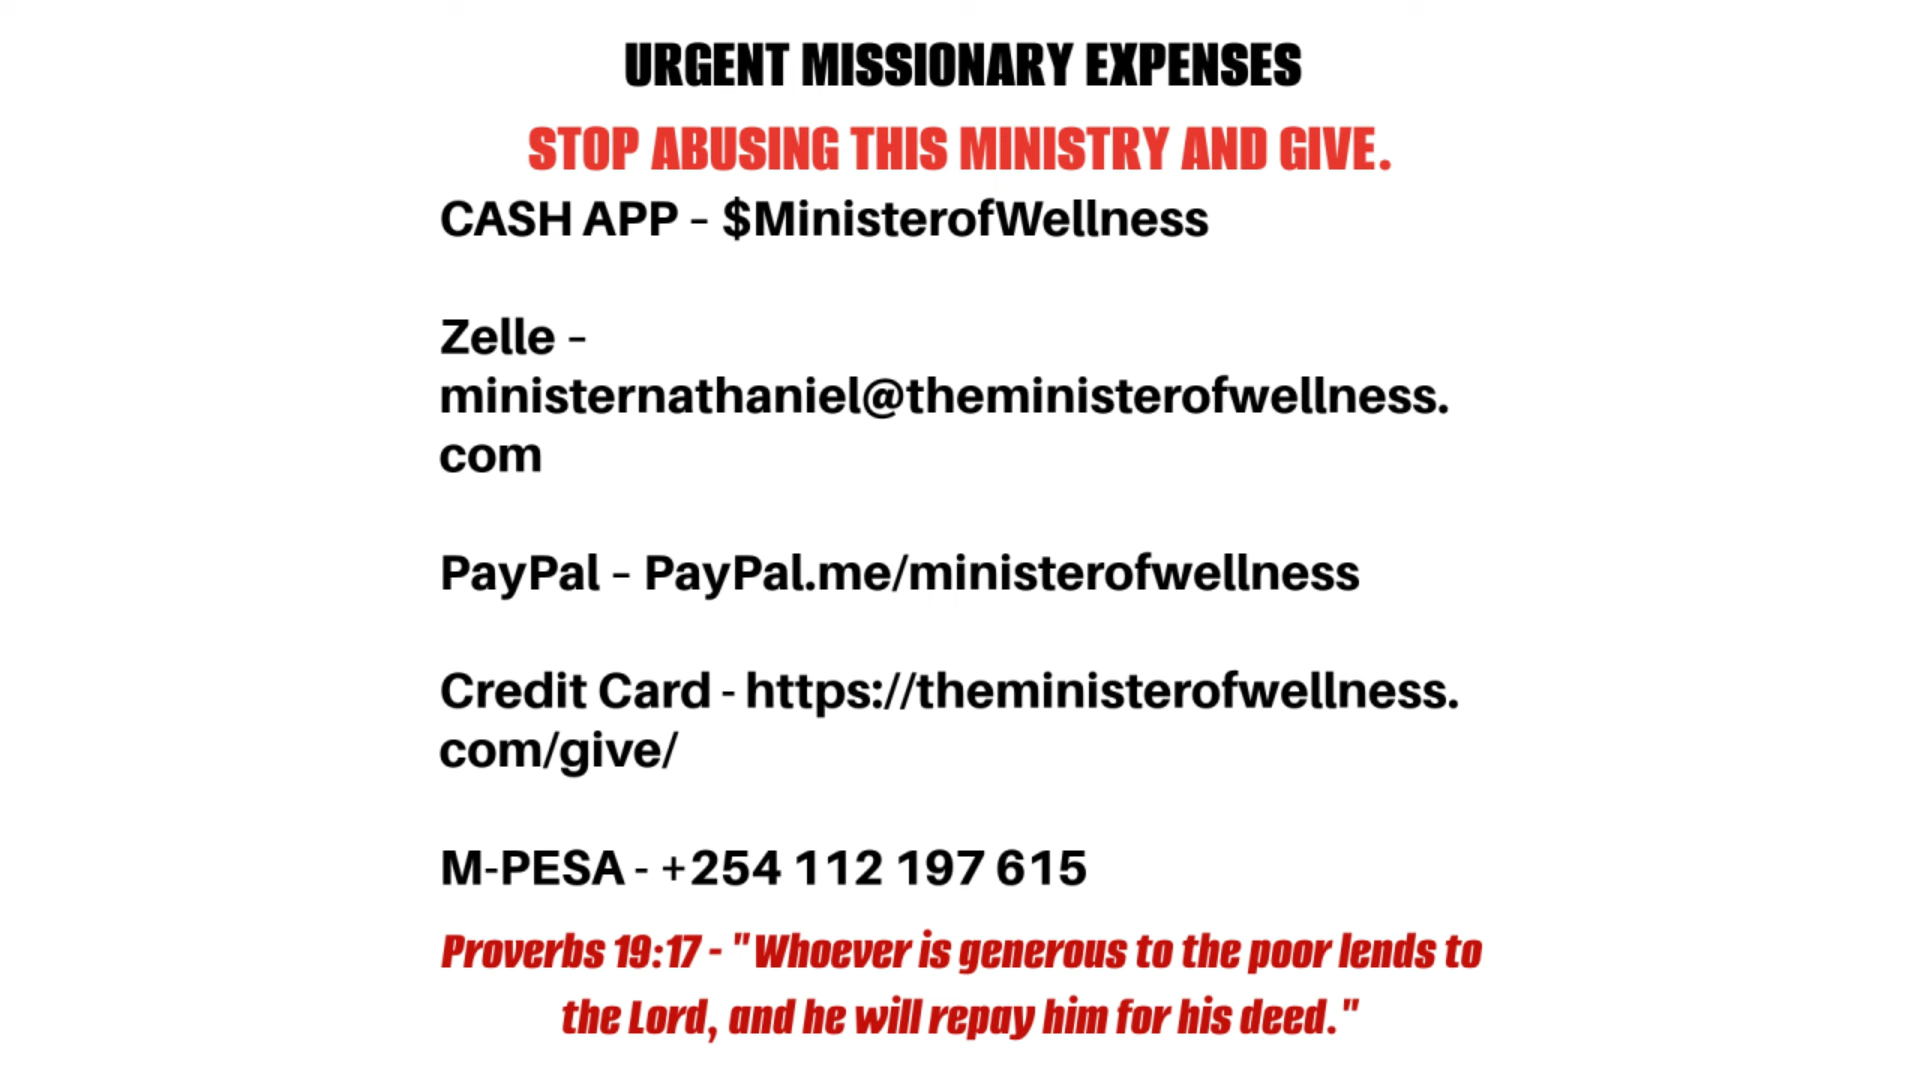 URGENT MISSIONARY EXPENSES
STOP ABUSING THIS MINISTRY AND GIVE.
CASH APP – $MinisterofWellness
Zelle –
ministernathaniel@theministerofwellness.
com
PayPal – PayPal.me/ministerofwellness
Credit Card - https://theministerofwellness.
com/give/
M-PESA - +254 112 197 615
Proverbs 19:17 - "Whoever is generous to the poor lends to
the Lord, and he will repay him for his deed."